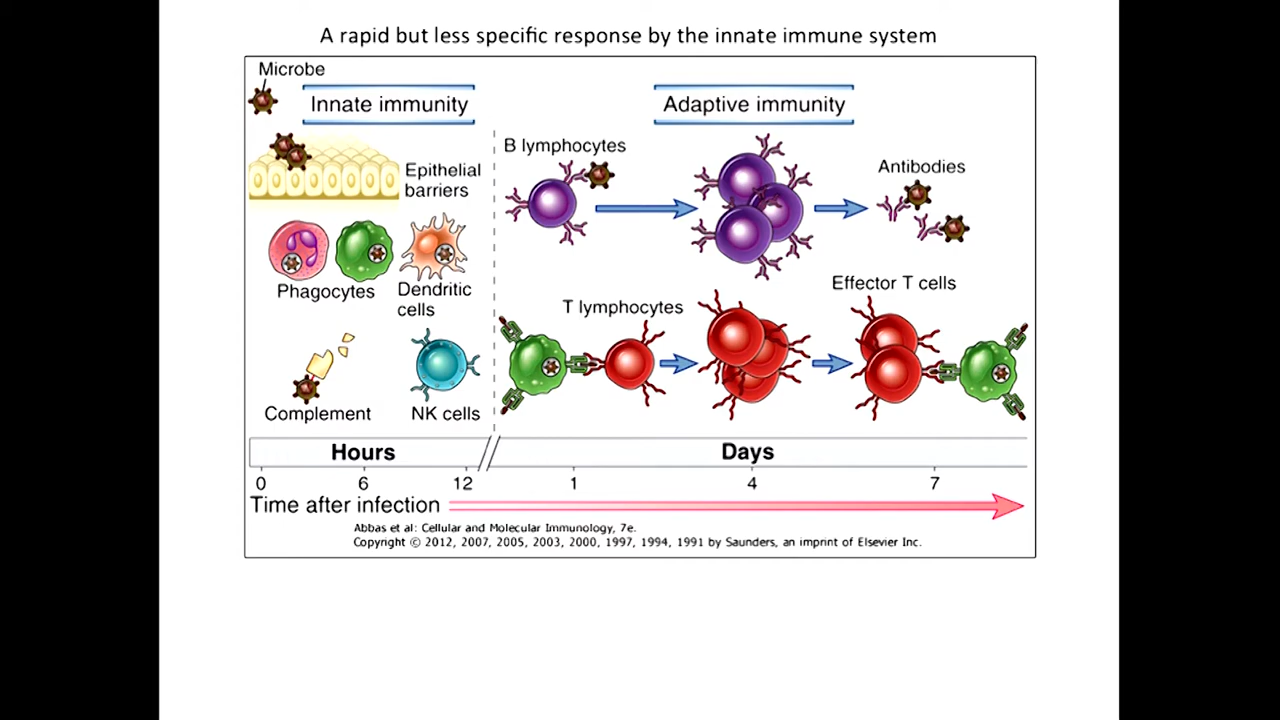 A rapid but less specific response by the innate immune system
Microbe
Innate immunity
Adaptive immunity
Epithelial
barriers
Phagocytes
Dendritic
cells
Complement
NK cells
B lymphocytes
Antibodies
T lymphocytes
Effector T cells
Hours
Days
0 6 12 1 4 7
Time after infection
Abbas et al: Cellular and Molecular Immunology, 7e.
Copyright © 2012, 2007, 2005, 2003, 2000, 1997, 1994, 1991 by Saunders, an imprint of Elsevier Inc.